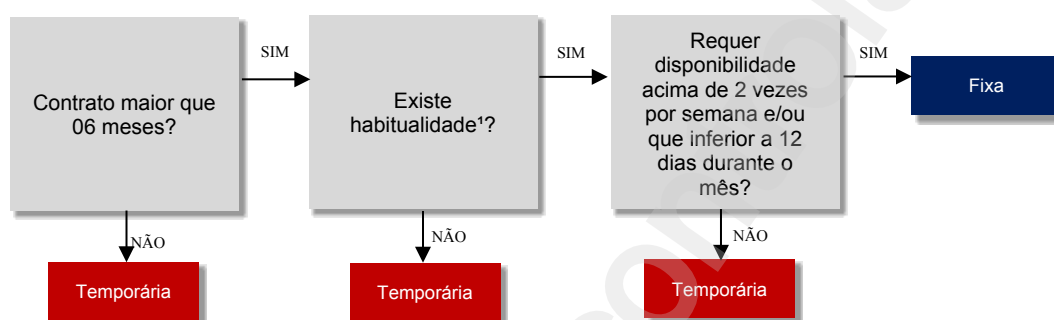 Contrato maior que
06 meses?
SIM
NÃO
Temporária
Existe
habitualidade¹?
SIM
NÃO
Temporária
Requer
disponibilidade
acima de 2 vezes
por semana e/ou
que inferior a 12
dias durante o
mês?
SIM
NÃO
Temporária
Fixa